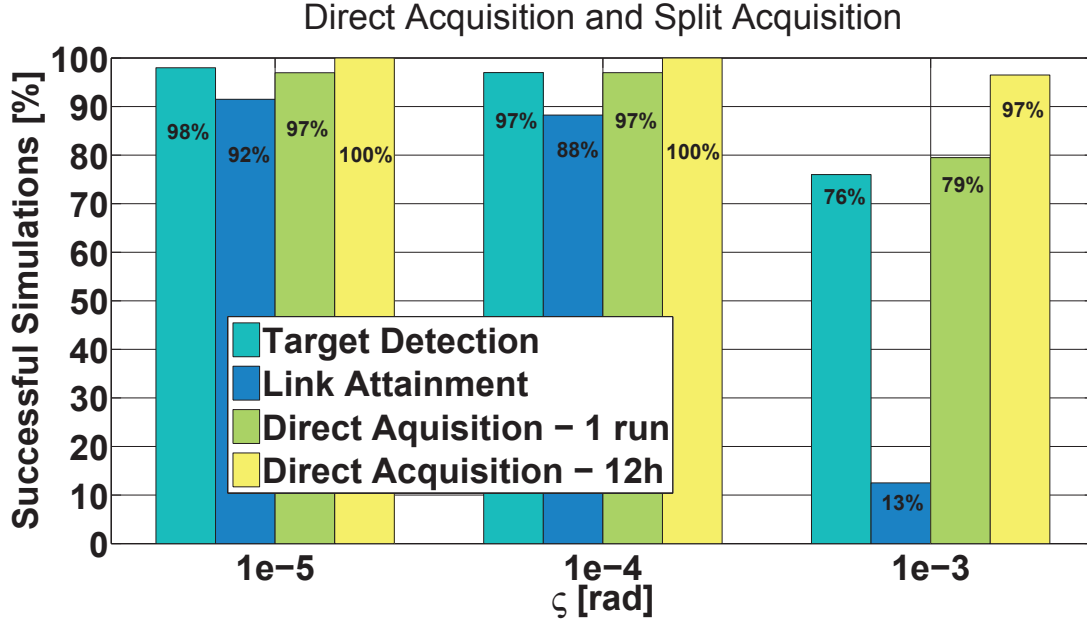 Direct Acquisition and Split Acquisition
Successful Simulations [%]
100
90
80
70
60
50
40
30
20
10
0
98%
92%
97%
100%
97%
88%
97%
100%
76%
13%
79%
97%
Target Detection
Link Attainment
Direct Aquisition − 1 run
Direct Acquisition − 12h
1e−5
1e−4
1e−3
ς [rad]